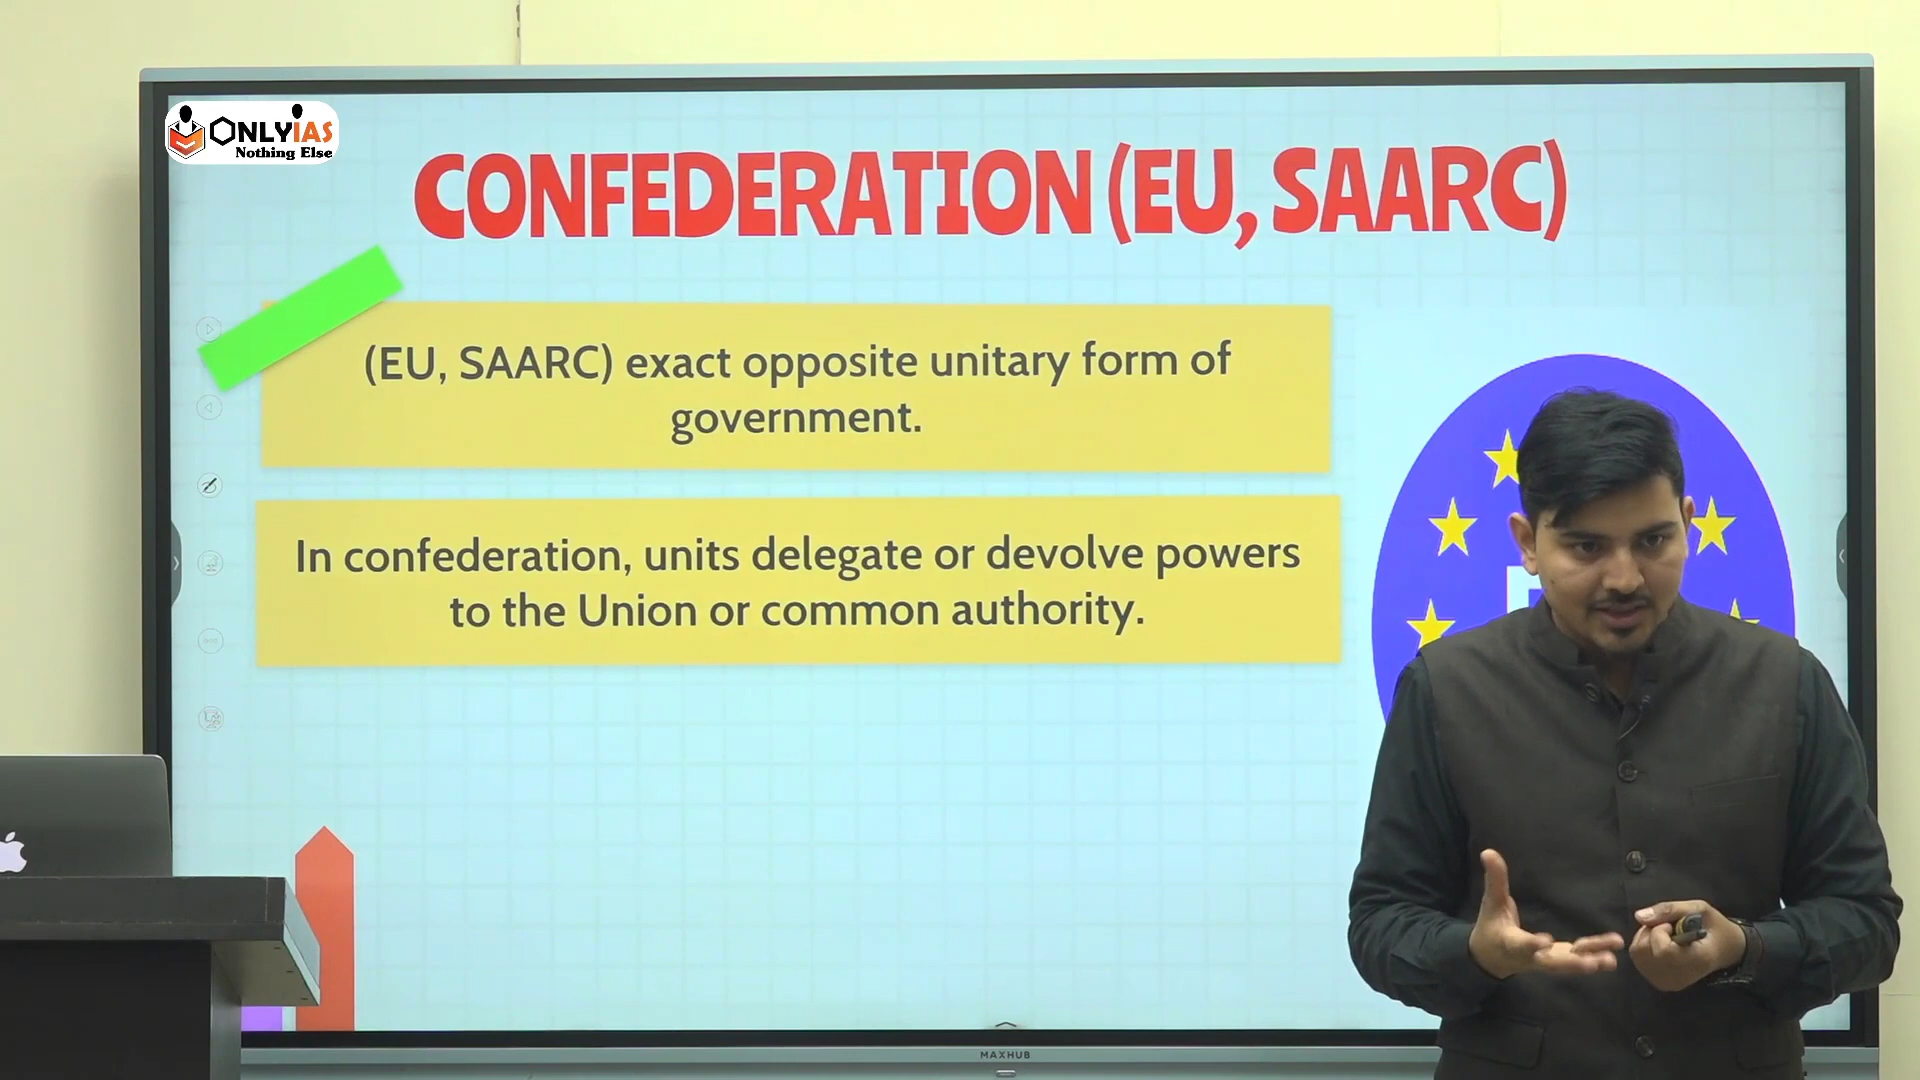 ONLYIAS
Nothing Else
CONFEDERATION (EU, SAARC)
(EU, SAARC) exact opposite unitary form of
government.
In confederation, units delegate or devolve powers
to the Union or common authority.
MAXHUB